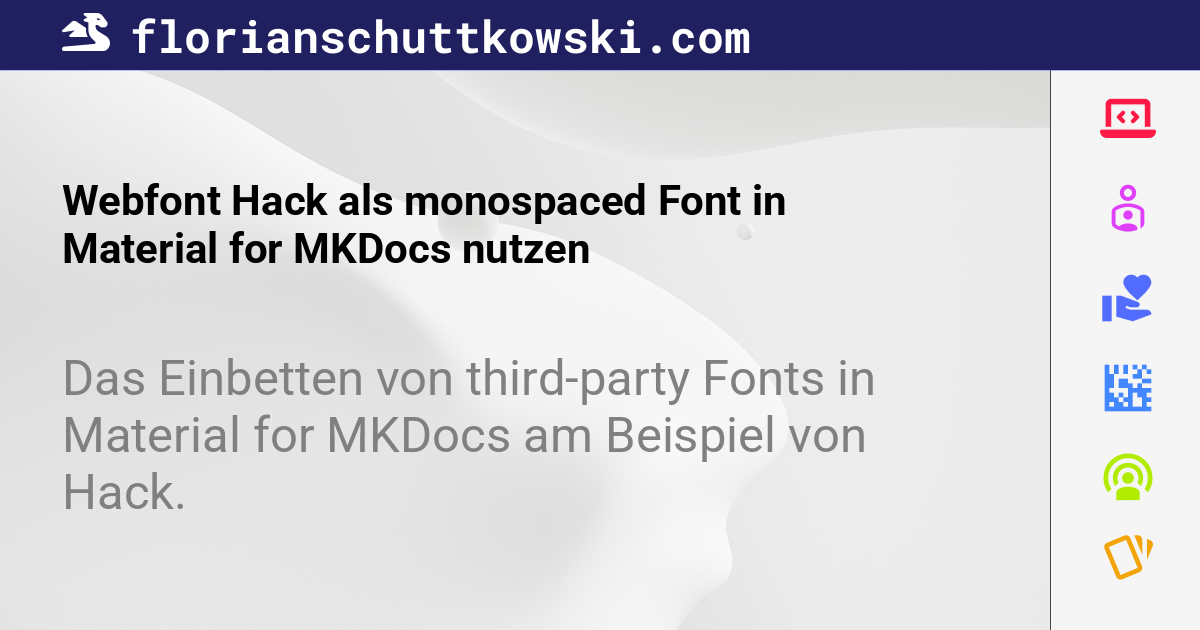 florianschuttkowski.com
Webfont Hack als monospaced Font in
Material for MKDocs nutzen
Das Einbetten von third-party Fonts in
Material for MKDocs am Beispiel von
Hack.